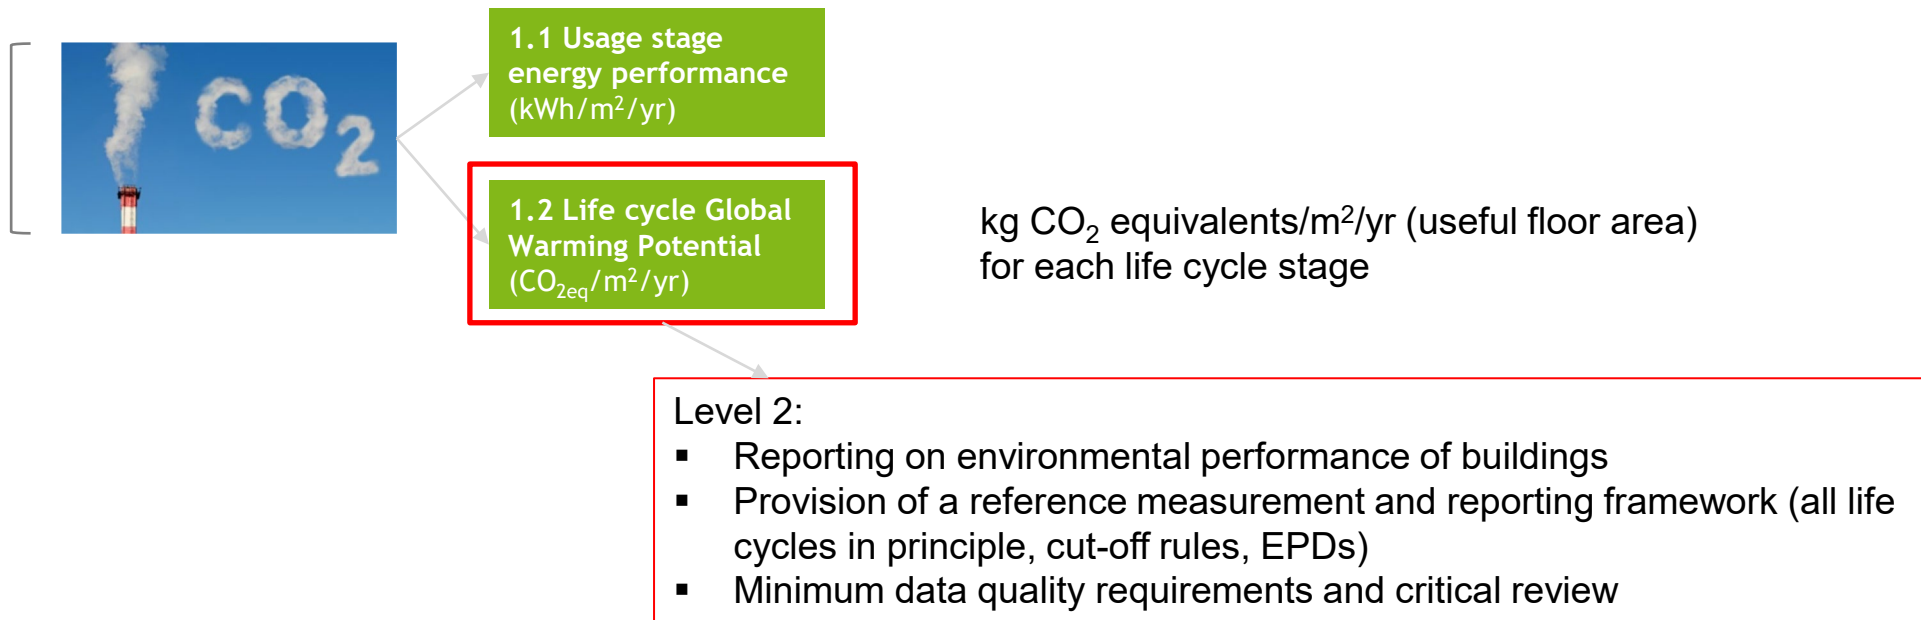 CO2
1.1 Usage stage
energy performance
(kWh/m²/yr)
1.2 Life cycle Global
Warming Potential
(CO₂eq/m²/yr)
kg CO₂ equivalents/m²/yr (useful floor area)
for each life cycle stage
Level 2:
▪ Reporting on environmental performance of buildings
▪ Provision of a reference measurement and reporting framework (all life
cycles in principle, cut-off rules, EPDs)
▪ Minimum data quality requirements and critical review